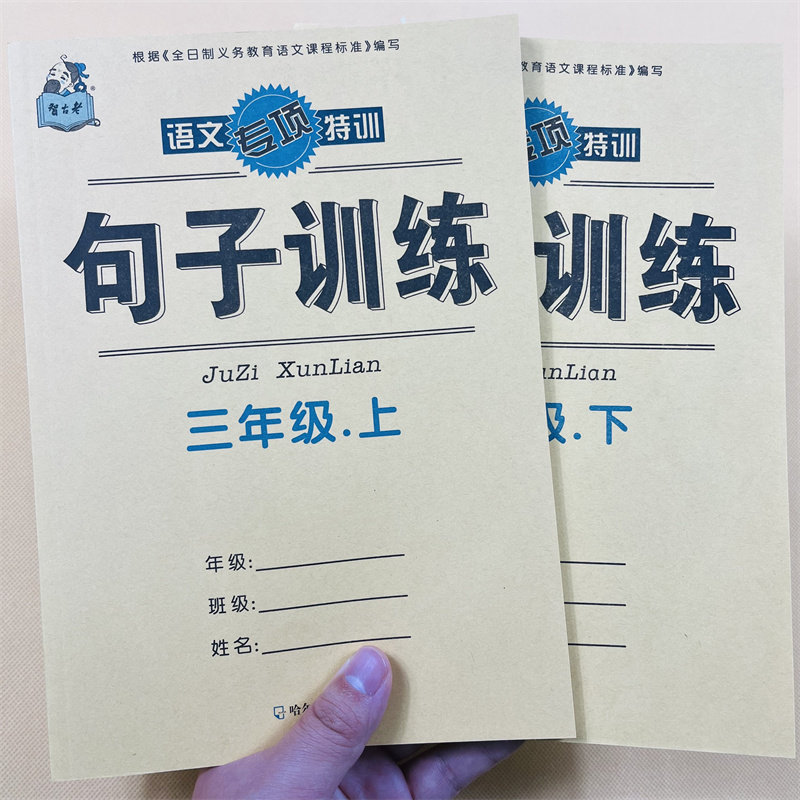 根据《全日制义务教育语文课程标准》编写
智古老
语文专项特训
句子训练
JuZi XunLian
三年级.上
年级:
班级:
姓名:
教育语文课程标准》编写
专项特训
训练
unLian
级.下